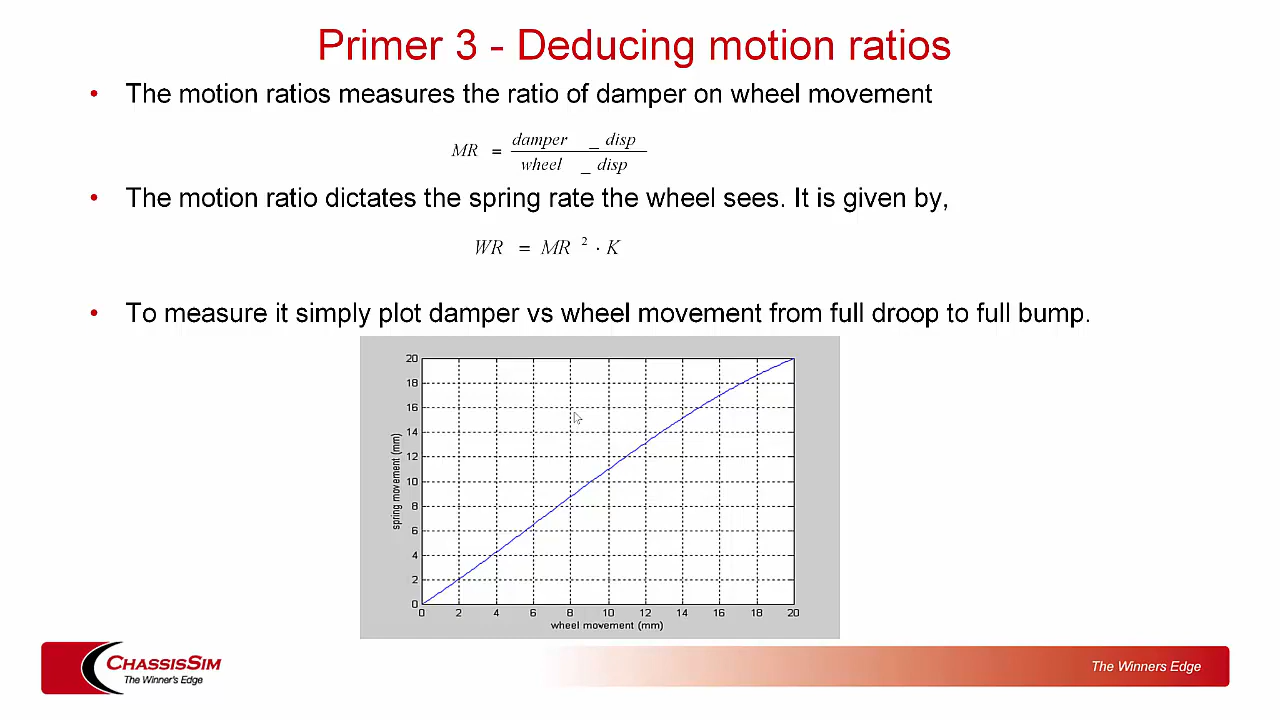 Primer 3 - Deducing motion ratios
• The motion ratios measures the ratio of damper on wheel movement
MR = damper _ disp / wheel _ disp
• The motion ratio dictates the spring rate the wheel sees. It is given by,
WR = MR ² · K
• To measure it simply plot damper vs wheel movement from full droop to full bump.
20
18
16
14
12
10
8
6
4
2
0
spring movement (mm)
0 2 4 6 8 10 12 14 16 18 20
wheel movement (mm)
CHASSISSIM
The Winner's Edge
The Winners Edge